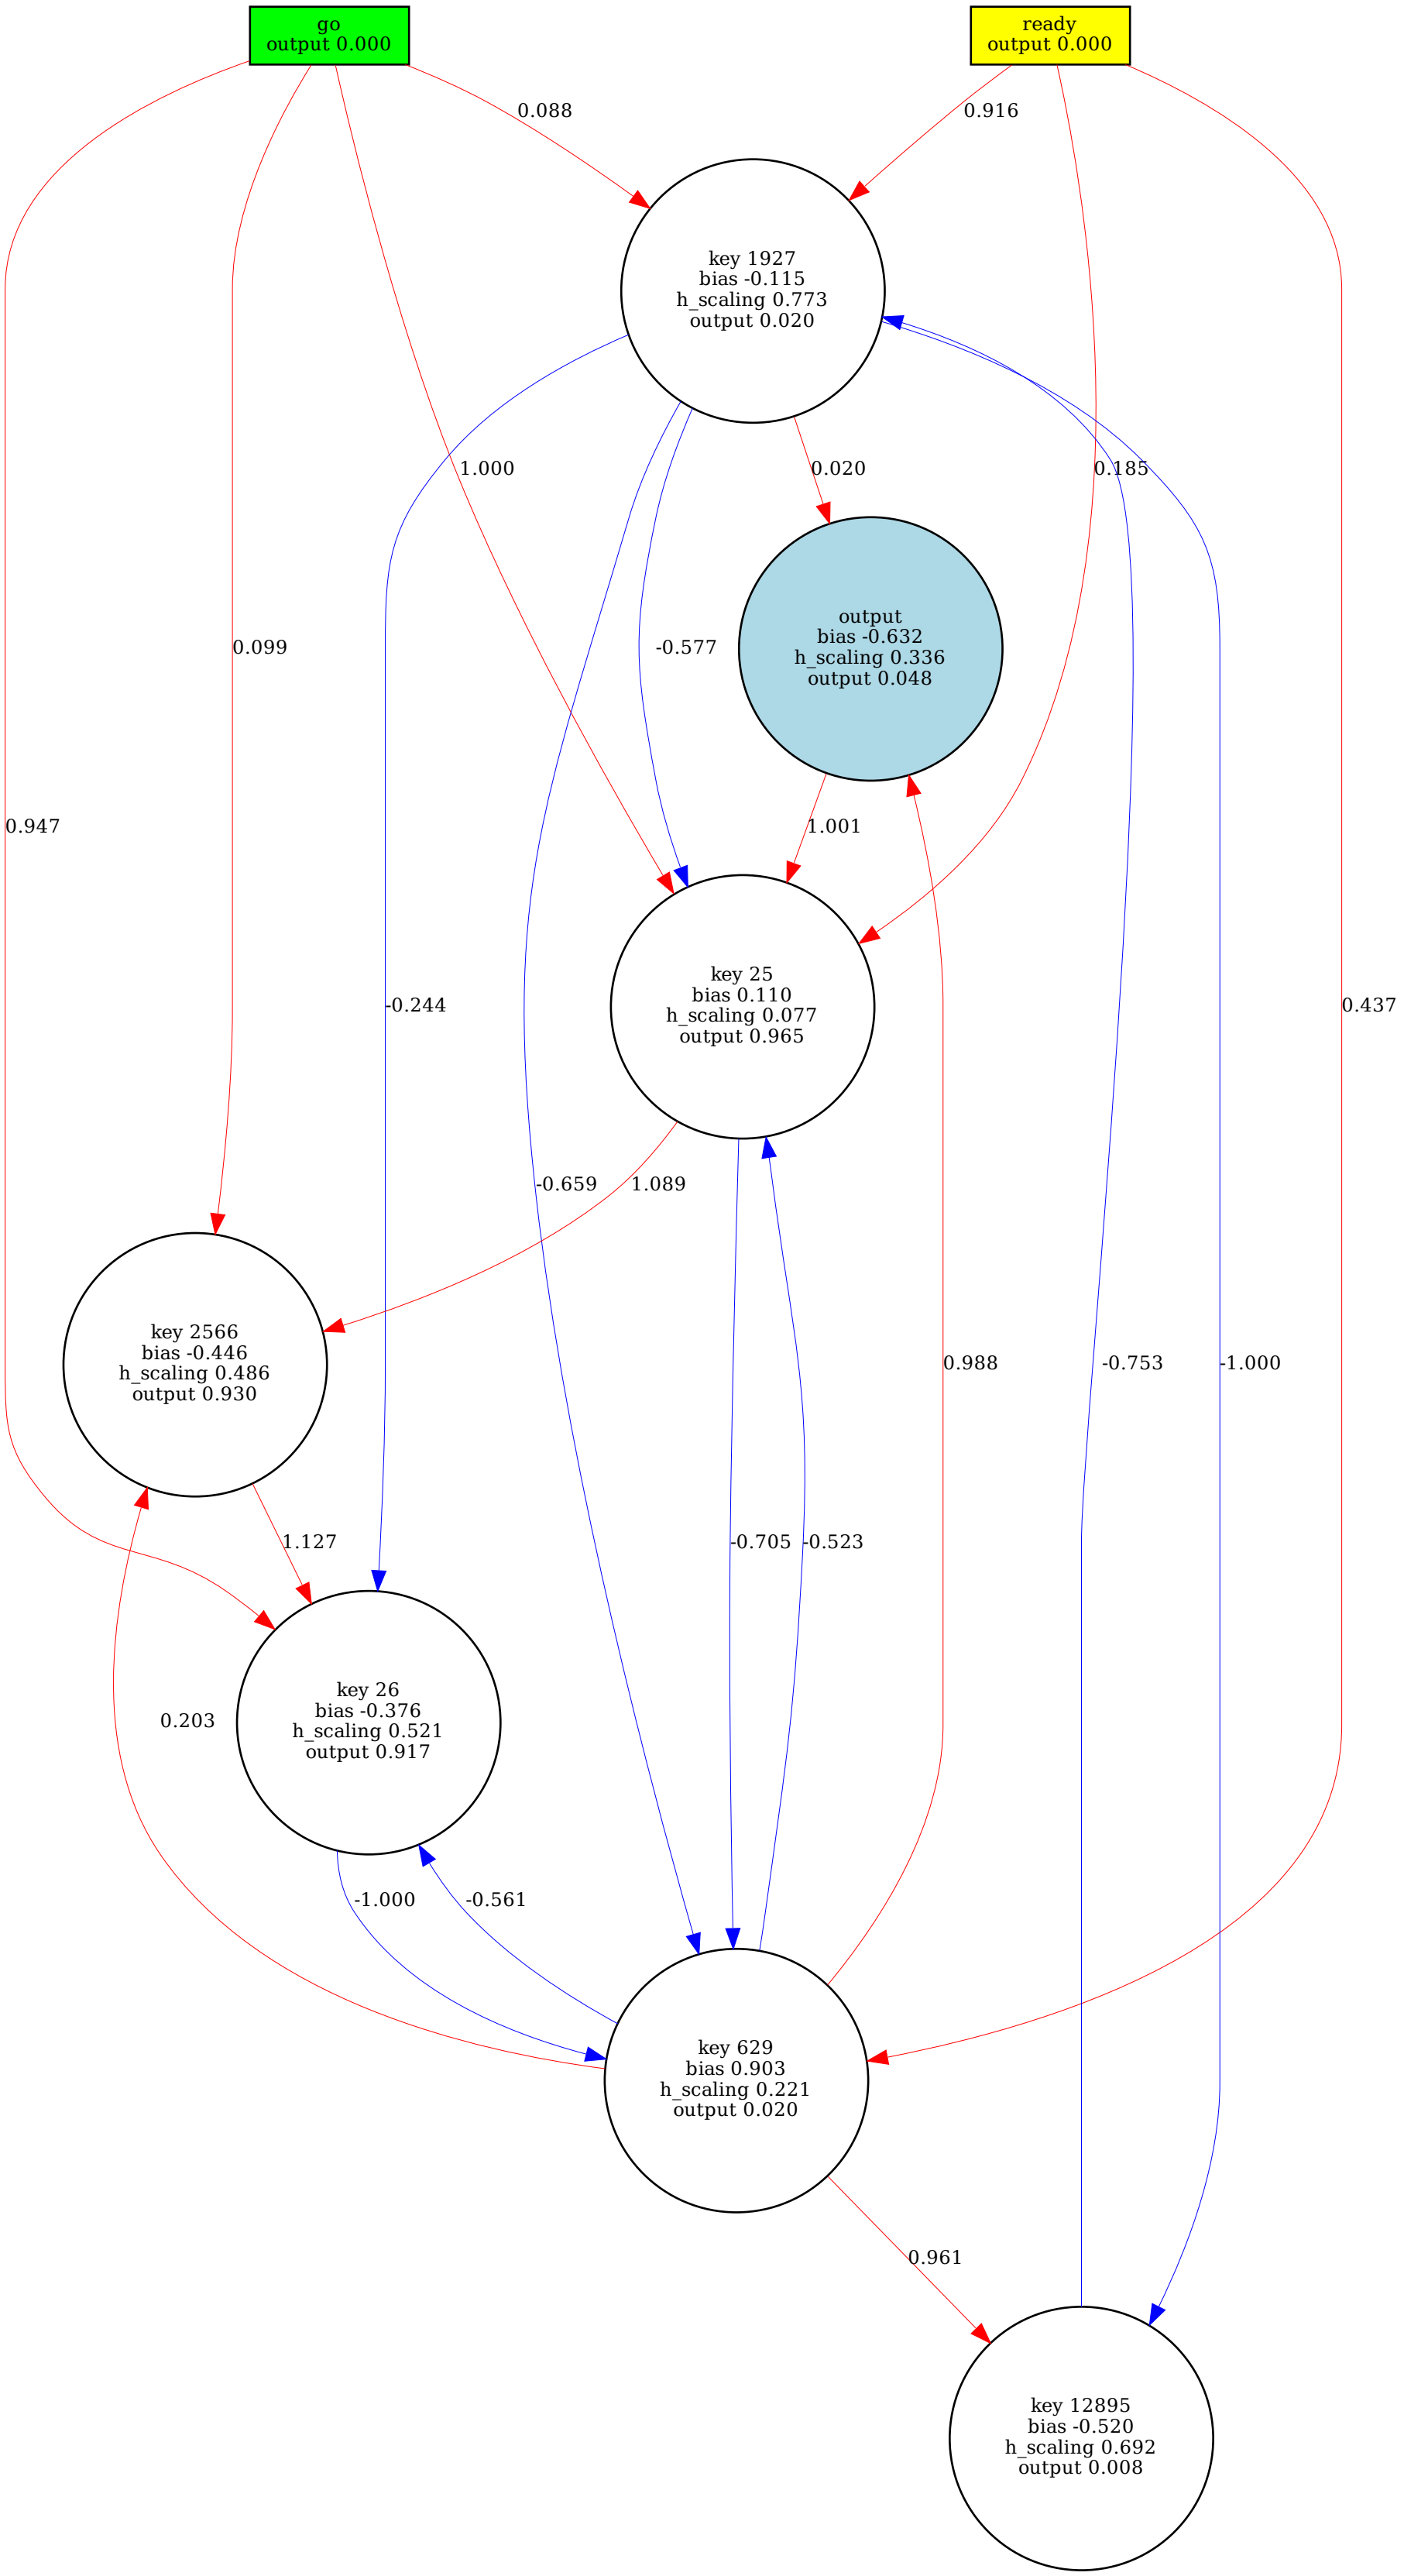 go
output 0.000
ready
output 0.000
0.088
0.916
key 1927
bias -0.115
h_scaling 0.773
output 0.020
1.000
0.020
0.185
0.099
-0.577
output
bias -0.632
h_scaling 0.336
output 0.048
0.947
1.001
-0.244
key 25
bias 0.110
h_scaling 0.077
output 0.965
0.437
-0.659
1.089
key 2566
bias -0.446
h_scaling 0.486
output 0.930
0.988
-0.753
-1.000
1.127
-0.705
-0.523
0.203
key 26
bias -0.376
h_scaling 0.521
output 0.917
-1.000
-0.561
key 629
bias 0.903
h_scaling 0.221
output 0.020
0.961
key 12895
bias -0.520
h_scaling 0.692
output 0.008